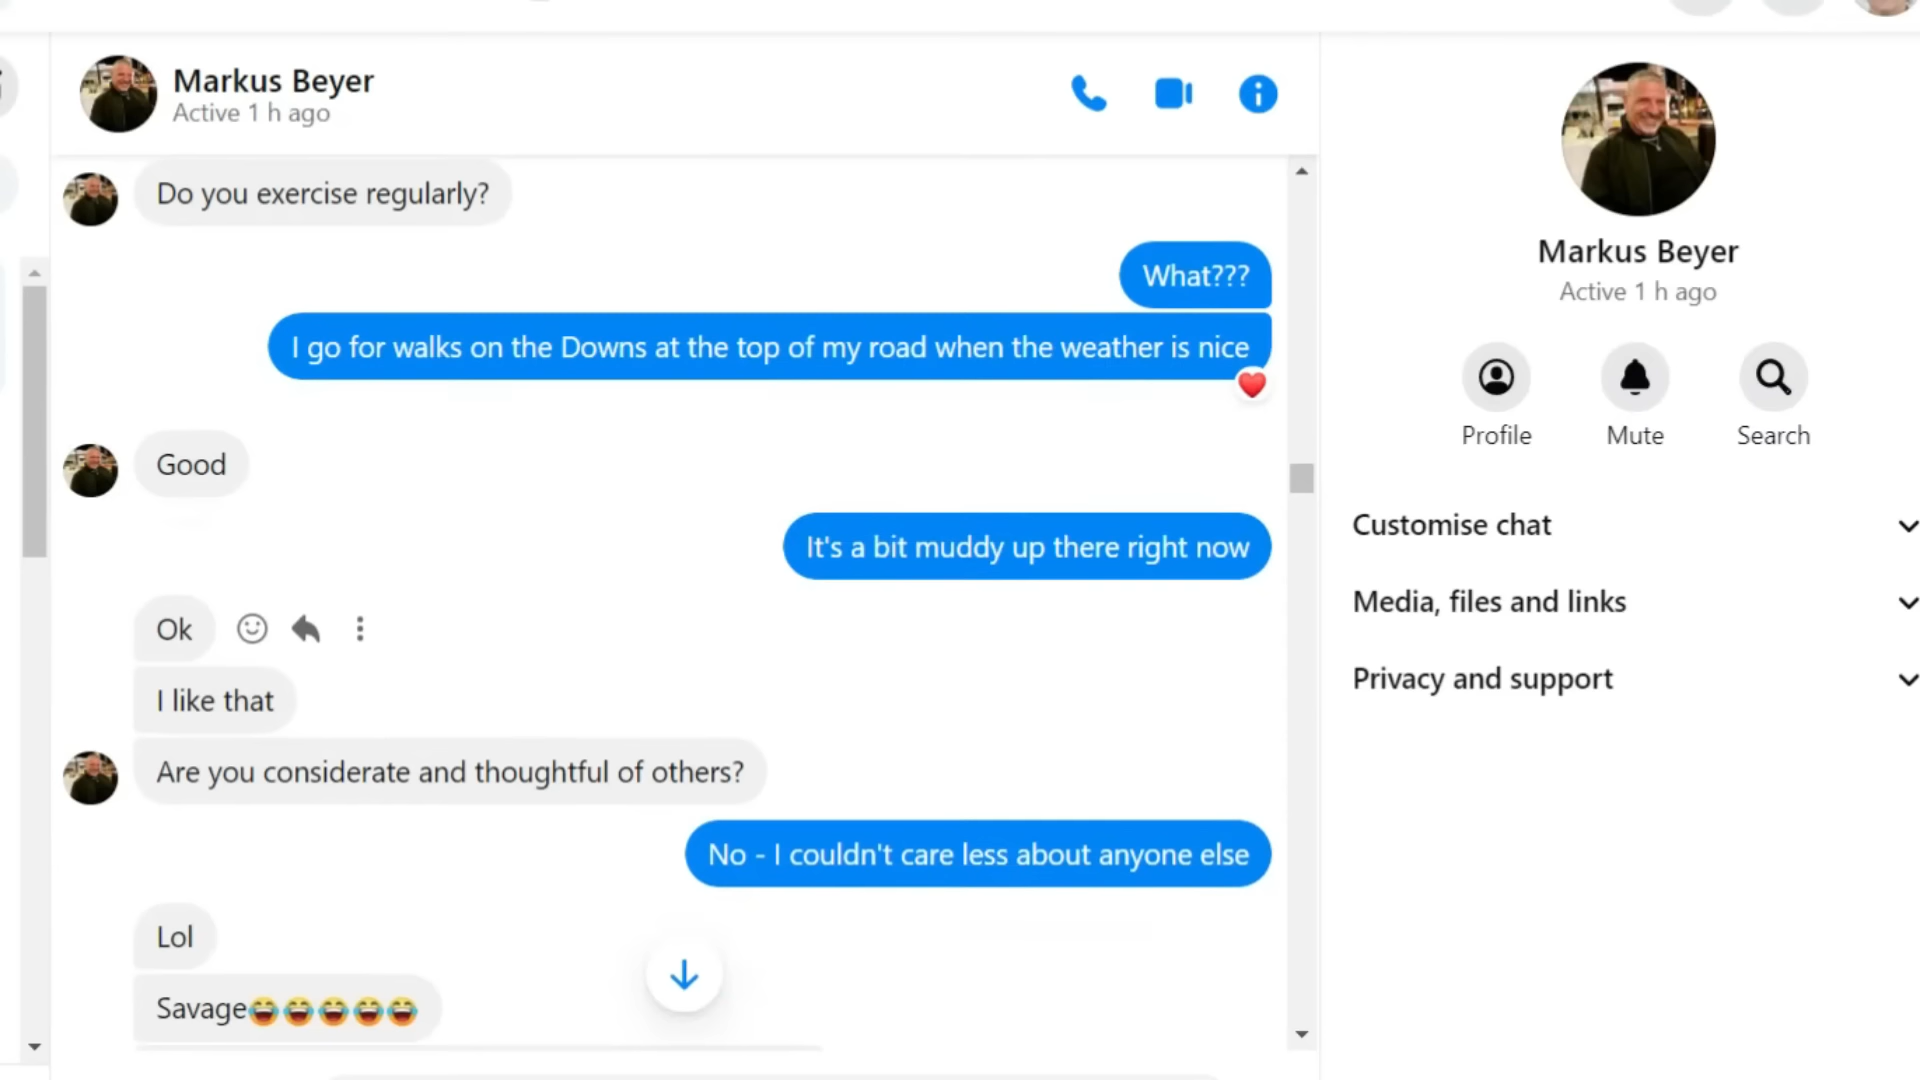 Markus Beyer
Active 1 h ago
Do you exercise regularly?
What???
I go for walks on the Downs at the top of my road when the weather is nice
Good
It's a bit muddy up there right now
Ok
I like that
Are you considerate and thoughtful of others?
No - I couldn't care less about anyone else
Lol
Savage😂😂😂😂😂
Markus Beyer
Active 1 h ago
Profile
Mute
Search
Customise chat
Media, files and links
Privacy and support